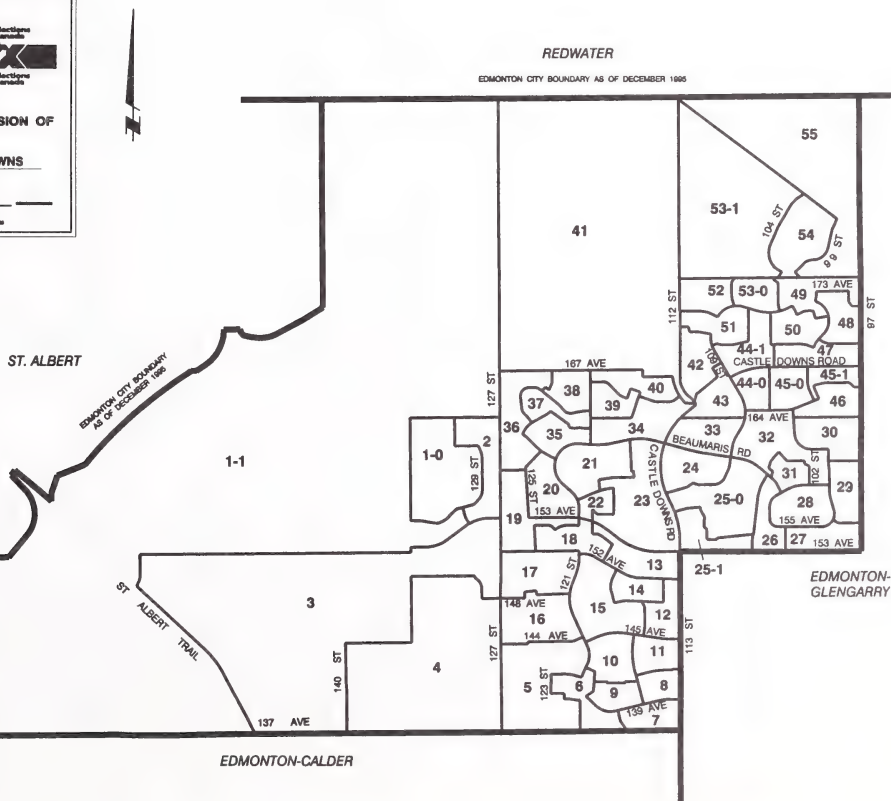 REDWATER
EDMONTON CITY BOUNDARY AS OF DECEMBER 1995
N
55
53-1
104 ST
54
99 ST
41
173 AVE
52
53-0
49
112 ST
97 ST
51
50
48
44-1
47
CASTLE DOWNS ROAD
ST. ALBERT
EDMONTON CITY BOUNDARY
AS OF DECEMBER 1995
167 AVE
42
109 ST
45-1
127 ST
38
40
44-0
45-0
37
39
43
46
164 AVE
36
34
33
32
30
35
BEAUMARIS RD
1-0
2
1-1
129 ST
21
CASTLE DOWNS RD
24
31
102 ST
125 ST
20
22
23
25-0
28
29
153 AVE
19
155 AVE
18
26
27
153 AVE
152 AVE
13
17
121 ST
25-1
EDMONTON-
GLENGARRY
14
3
148 AVE
15
12
ST ALBERT TRAIL
16
145 AVE
113 ST
144 AVE
127 ST
11
10
140 ST
4
5
123 ST
6
9
8
139 AVE
7
137 AVE
EDMONTON-CALDER